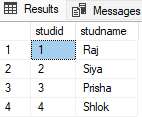 Results Messages
studid studname
1 1 Raj
2 2 Siya
3 3 Prisha
4 4 Shlok